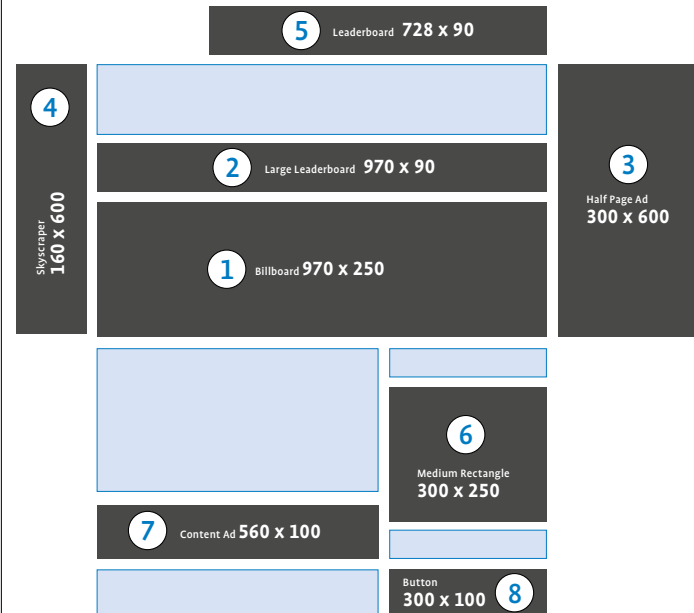 5 Leaderboard 728 x 90
4
Skyscraper
160 x 600
2 Large Leaderboard 970 x 90
3
Half Page Ad
300 x 600
1 Billboard 970 x 250
6
Medium Rectangle
300 x 250
7 Content Ad 560 x 100
Button
300 x 100 8